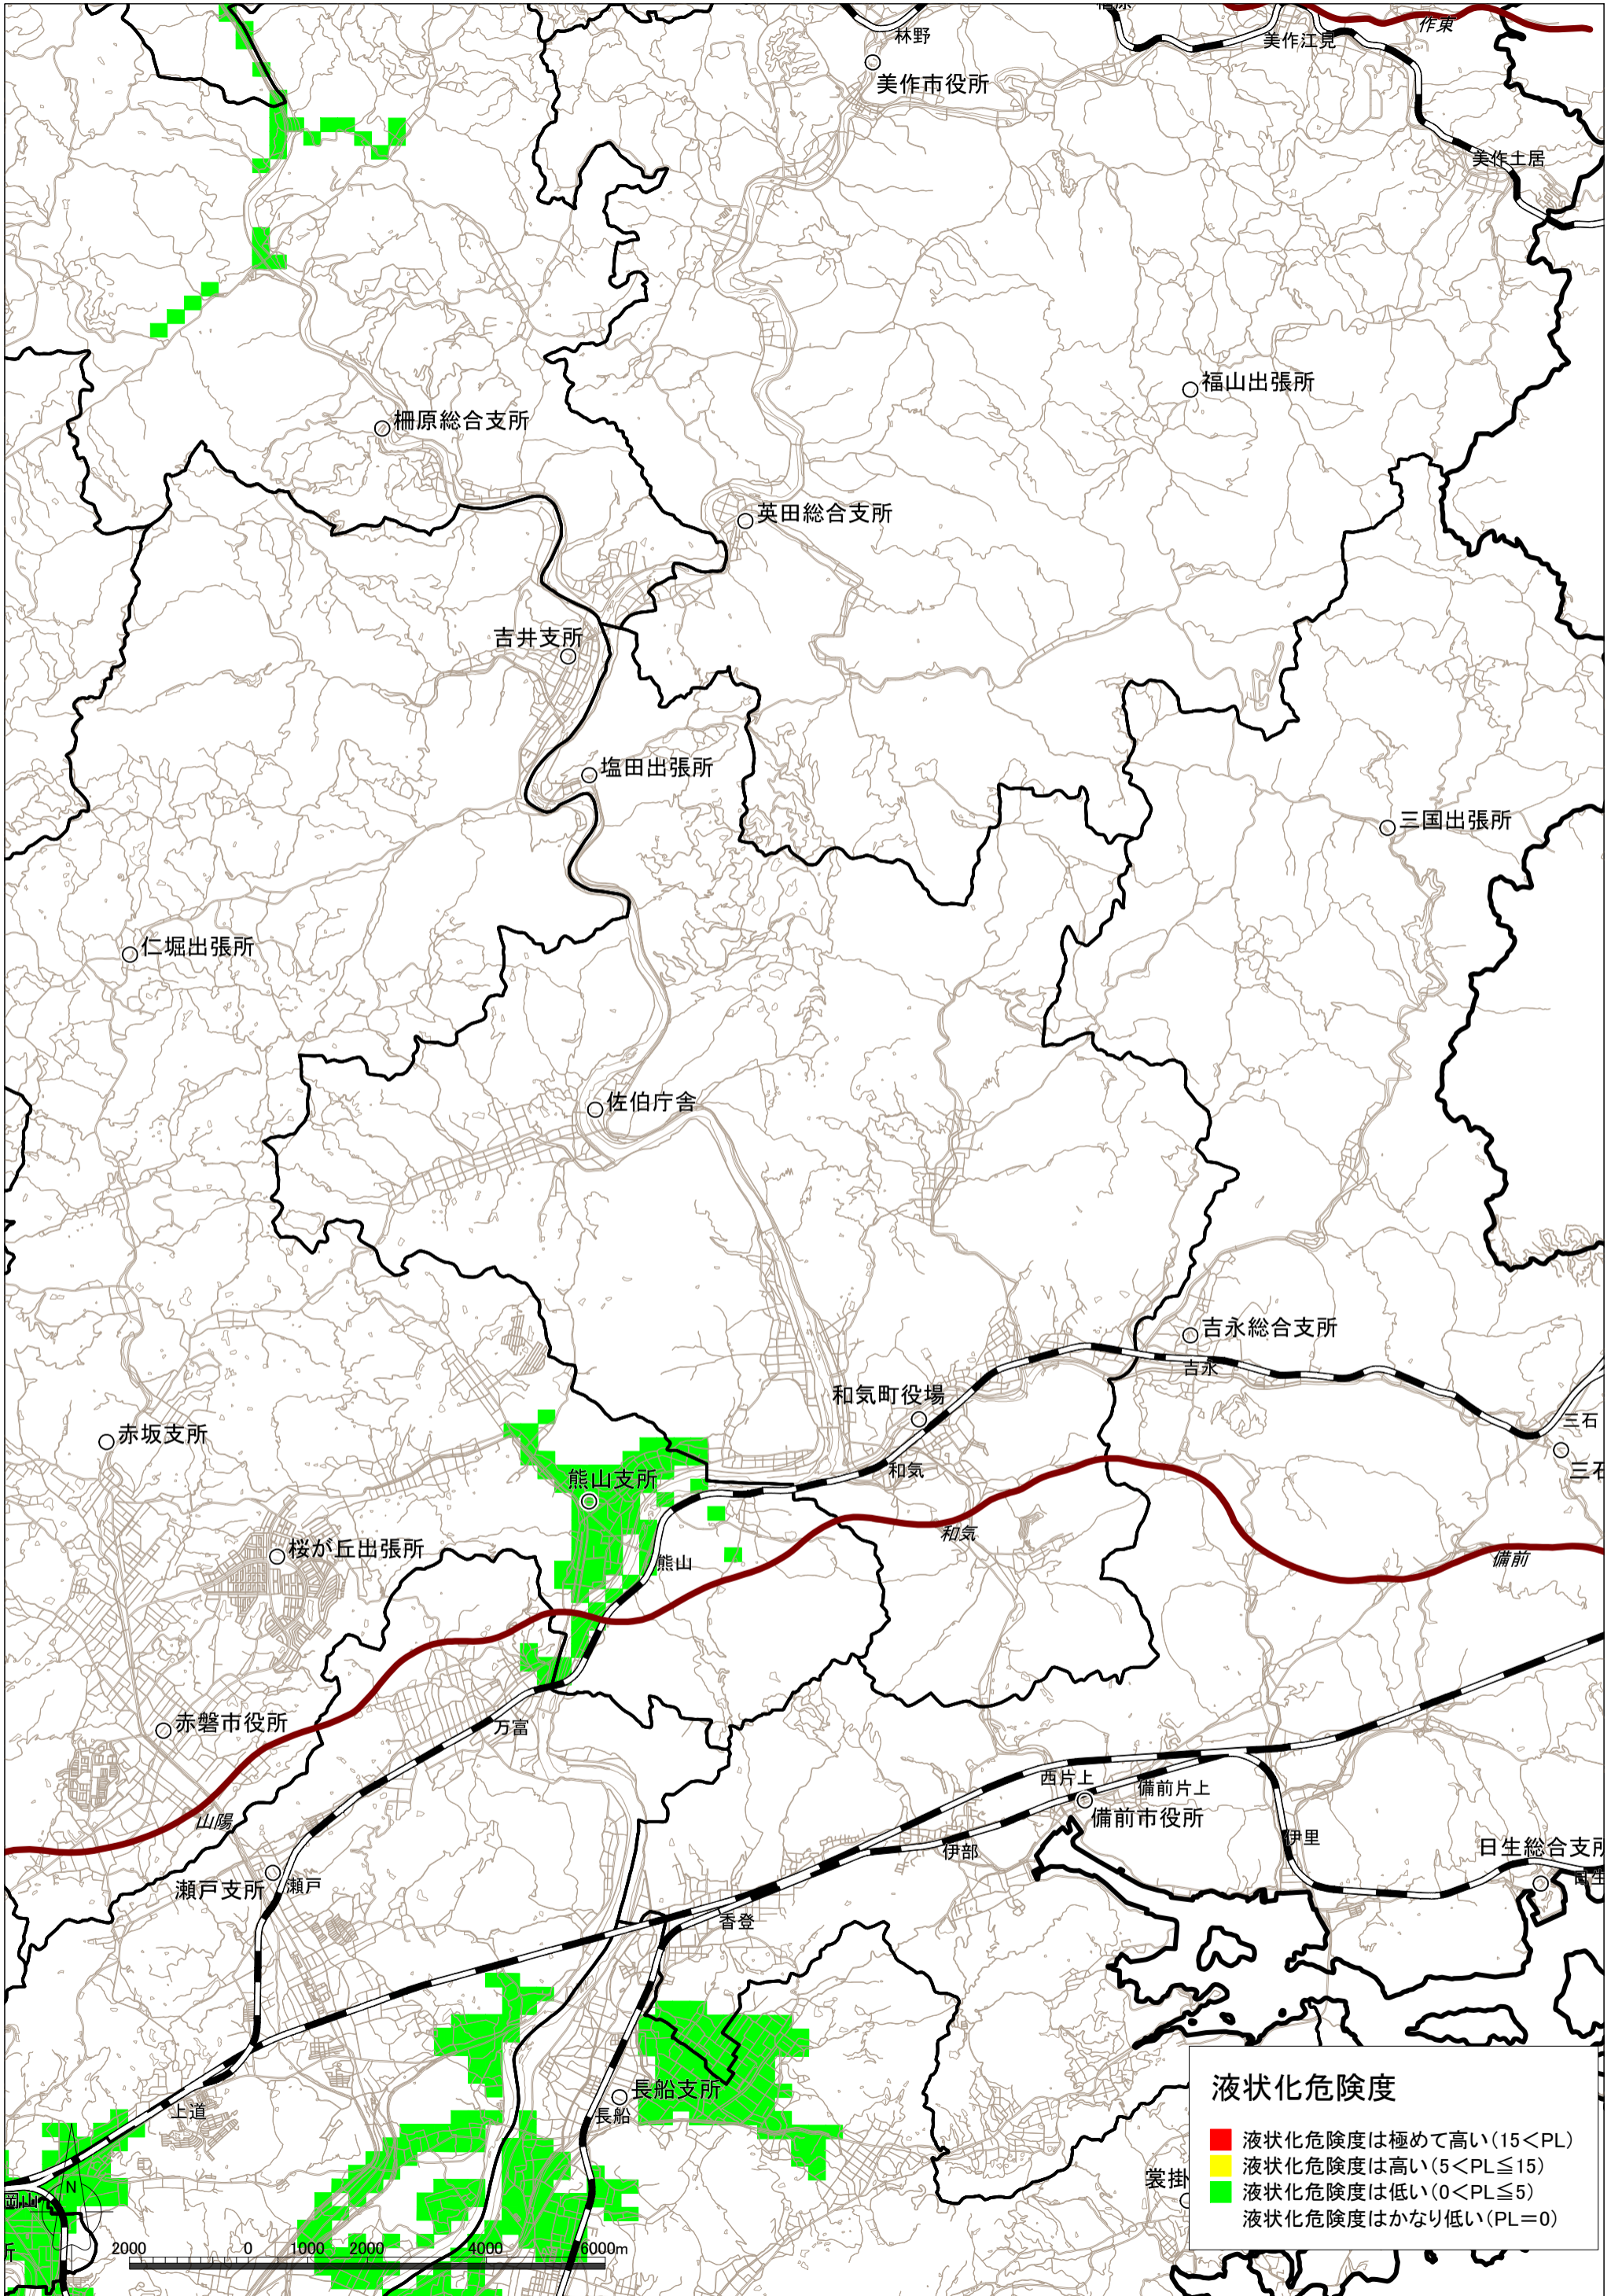 林野
作東
美作江見
美作市役所
美作土居
福山出張所
柵原総合支所
英田総合支所
吉井支所
塩田出張所
三国出張所
仁堀出張所
佐伯庁舎
吉永総合支所
吉永
和気町役場
三石
赤坂支所
和気
熊山支所
和気
桜が丘出張所
熊山
備前
赤磐市役所
万富
西片上
備前片上
備前市役所
山陽
伊部
伊里
日生総合支所
瀬戸支所
瀬戸
香登
液状化危険度
長船支所
上道
長船
液状化危険度は極めて高い(15<PL)
液状化危険度は高い(5<PL≦15)
裳掛
N
液状化危険度は低い(0<PL≦5)
岡山
液状化危険度はかなり低い(PL=0)
所
2000 0 1000 2000 4000 6000m